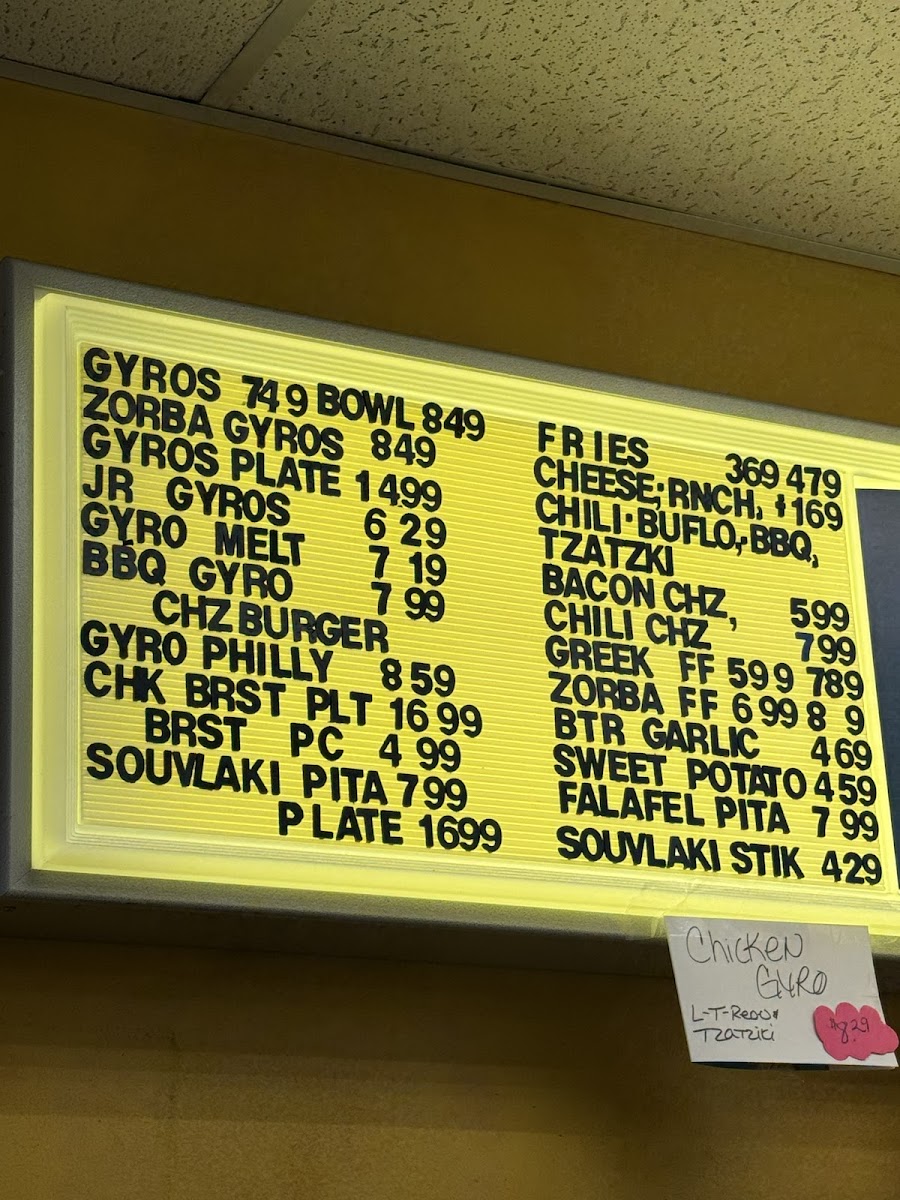 GYROS 749 BOWL 849
ZORBA GYROS 849
GYROS PLATE 1499
JR GYROS 629
GYRO MELT 719
BBQ GYRO 799
CHZ BURGER
GYRO PHILLY 859
CHK BRST PLT 1699
BRST PC 499
SOUVLAKI PITA 799
PLATE 1699
FRIES 369 479
CHEESE, RNCH, 169
CHILI·BUFLO, BBQ,
TZATZKI
BACON CHZ, 599
CHILI CHZ 799
GREEK FF 599 789
ZORBA FF 699 8 9
BTR GARLIC 469
SWEET POTATO 459
FALAFEL PITA 799
SOUVLAKI STIK 429
Chicken
Gyro
L-T-
Tzatziki
$8.29